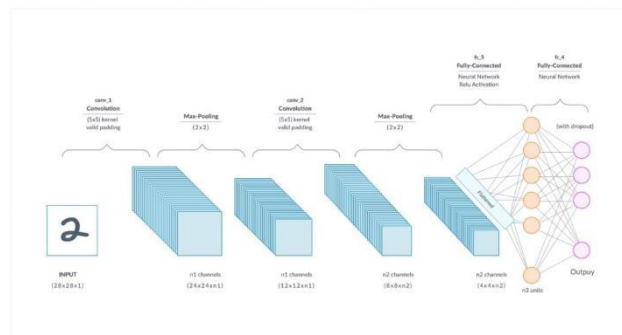 fc_3
Fully-Connected
Neural Network
Relu Activation
fc_4
Fully-Connected
Neural Network
conv_1
Convolution
(5x5) kernel
valid padding
Max-Pooling
(2x2)
conv_2
Convolution
(5x5) kernel
valid padding
Max-Pooling
(2x2)
(with dropout)
Flattened
2
INPUT
(28x28x1)
n1 channels
(24x24xn1)
n1 channels
(12x12xn1)
n2 channels
(8x8xn2)
n2 channels
(4x4xn2)
n3 units
Outpuy